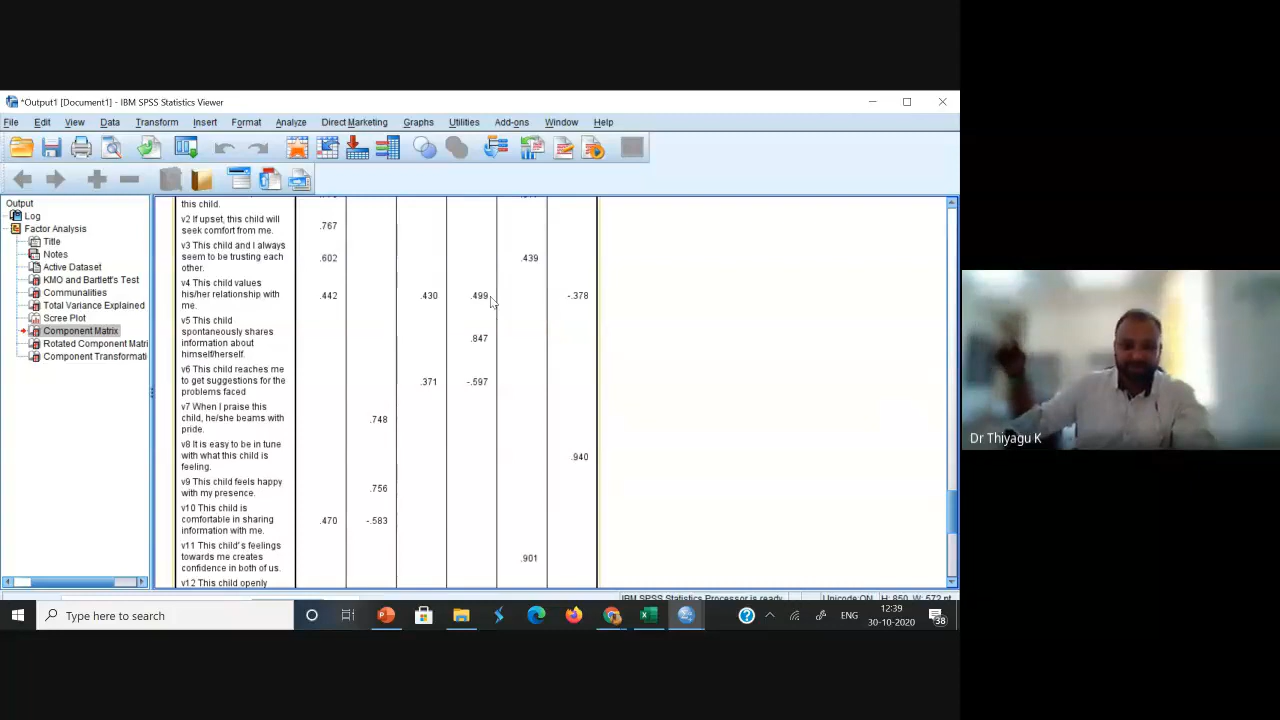 *Output1 [Document1] - IBM SPSS Statistics Viewer
File Edit View Data Transform Insert Format Analyze Direct Marketing Graphs Utilities Add-ons Window Help
Output
Log
Factor Analysis
Title
Notes
Active Dataset
KMO and Bartlett's Test
Communalities
Total Variance Explained
Scree Plot
Component Matrix
Rotated Component Matri
Component Transformati
this child.
v2 If upset, this child will
seek comfort from me.
.767
v3 This child and I always
seem to be trusting each
other.
.602 .439
v4 This child values
his/her relationship with
me.
.442 .430 .499 -.378
v5 This child
spontaneously shares
information about
himself/herself.
.847
v6 This child reaches me
to get suggestions for the
problems faced
.371 -.597
v7 When I praise this
child, he/she beams with
pride.
.748
v8 It is easy to be in tune
with what this child is
feeling.
.940
v9 This child feels happy
with my presence.
.756
v10 This child is
comfortable in sharing
information with me.
.470 -.583
v11 This child's feelings
towards me creates
confidence in both of us.
.901
v12 This child openly
IBM SPSS Statistics Processor is ready Unicode:ON H: 850, W: 572 pt
Type here to search
ENG
12:39
30-10-2020
38
Dr Thiyagu K